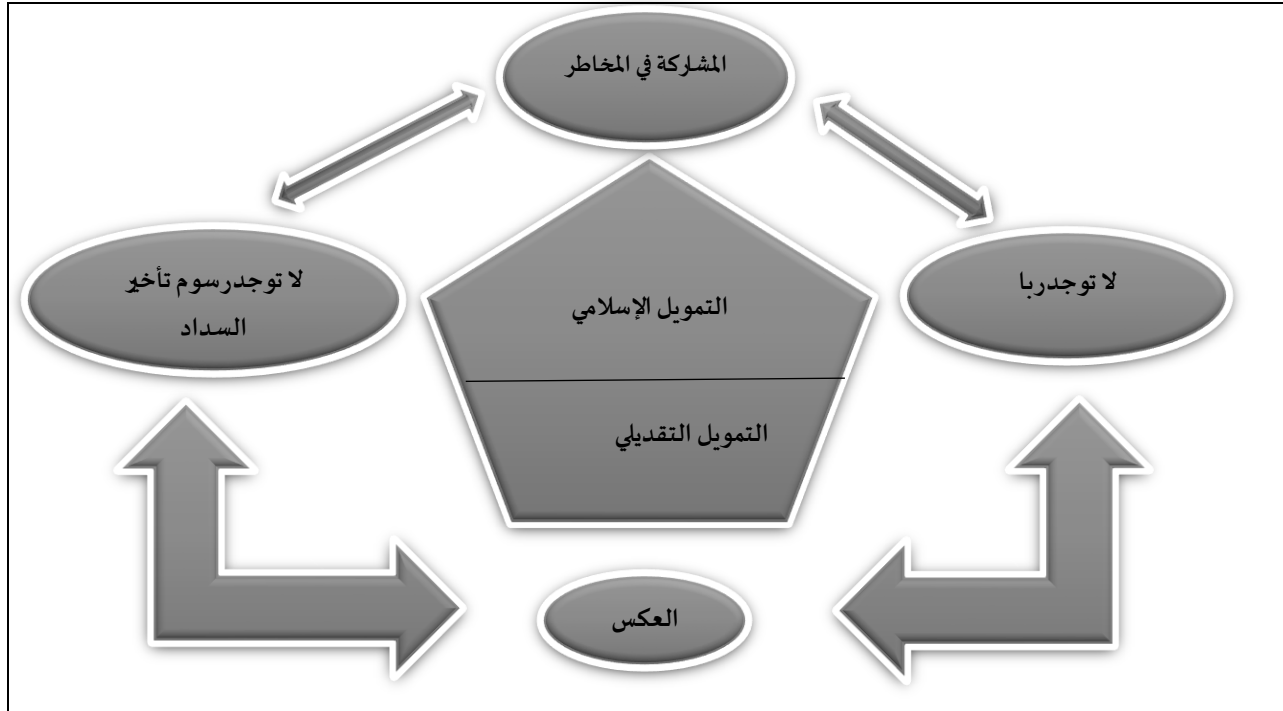 المشاركة في المخاطر
لا توجدربا
لا توجدرسوم تأخير
السداد
التمويل الإسلامي
التمويل التقديلي
العكس